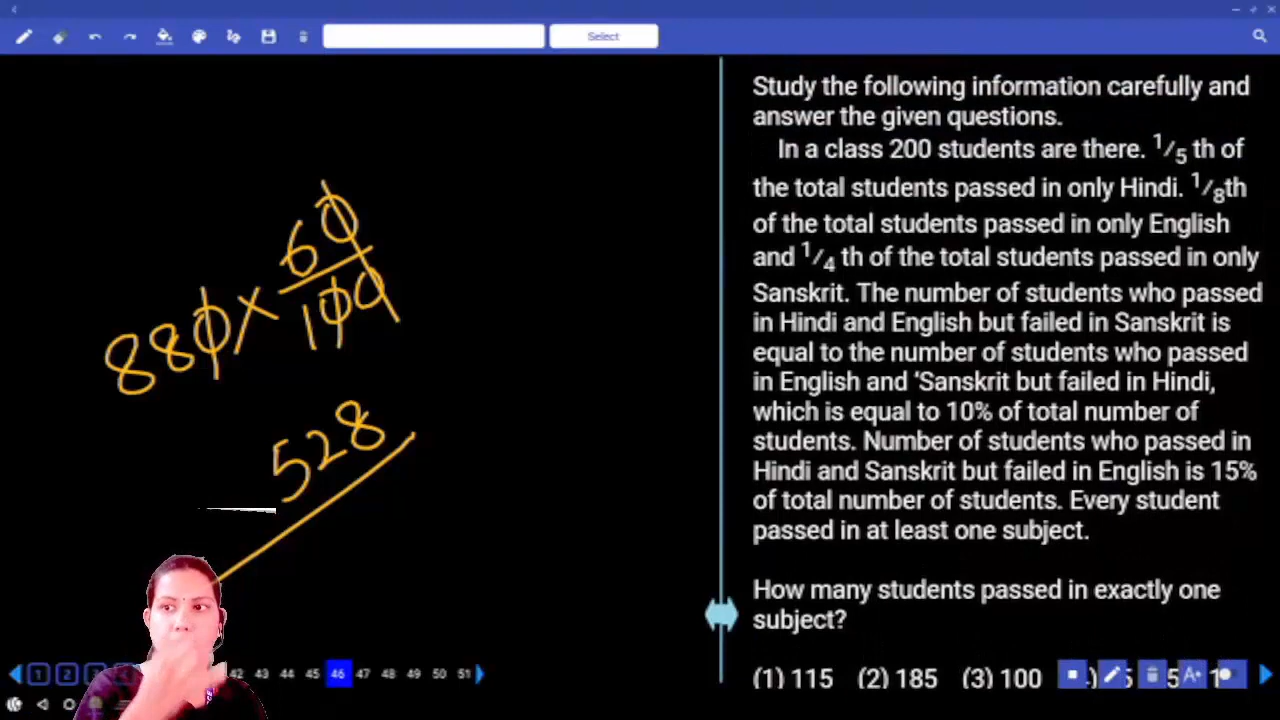 Select
880 × 60/100
528
Study the following information carefully and
answer the given questions.
In a class 200 students are there. 1/5 th of
the total students passed in only Hindi. 1/8th
of the total students passed in only English
and 1/4 th of the total students passed in only
Sanskrit. The number of students who passed
in Hindi and English but failed in Sanskrit is
equal to the number of students who passed
in English and ‘Sanskrit but failed in Hindi,
which is equal to 10% of total number of
students. Number of students who passed in
Hindi and Sanskrit but failed in English is 15%
of total number of students. Every student
passed in at least one subject.
How many students passed in exactly one
subject?
(1) 115 (2) 185 (3) 100
1 2 42 43 44 45 46 47 48 49 50 51